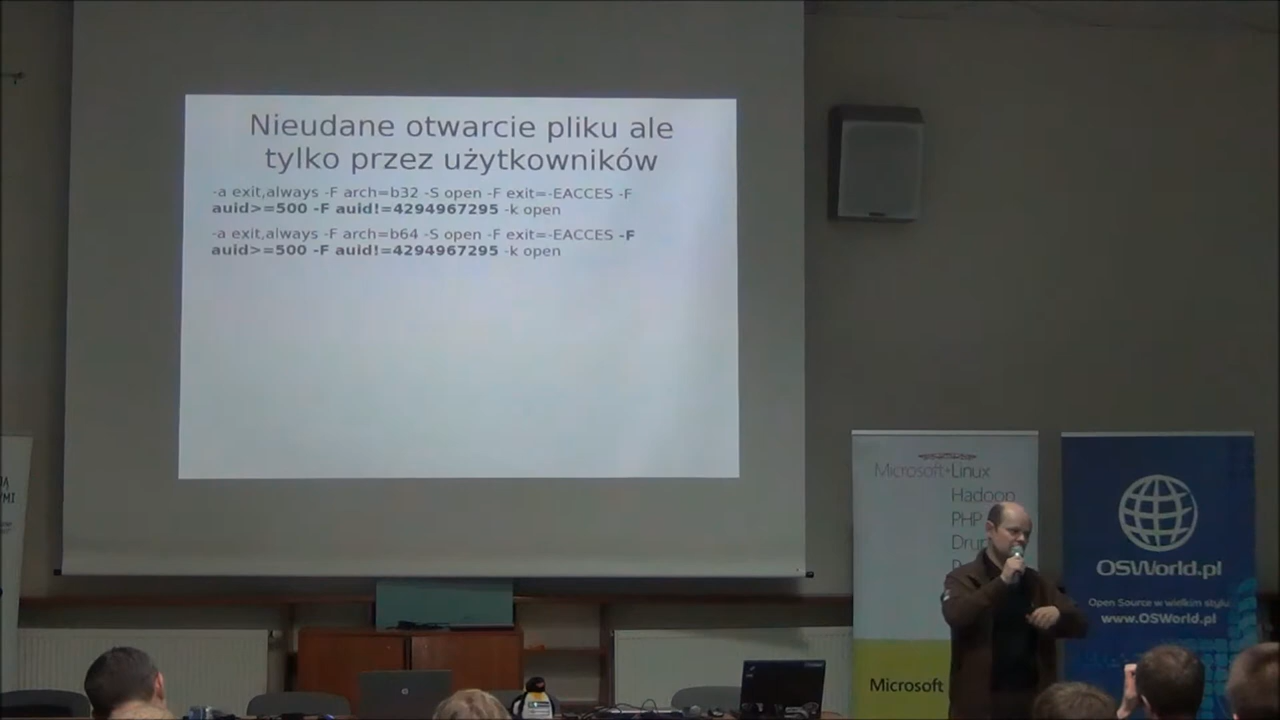 Nieudane otwarcie pliku ale
tylko przez użytkowników
-a exit,always -F arch=b32 -S open -F exit=-EACCES -F
auid>=500 -F auid!=4294967295 -k open
-a exit,always -F arch=b64 -S open -F exit=-EACCES -F
auid>=500 -F auid!=4294967295 -k open
Microsoft+Linux
Hadoop
PHP
Microsoft
OSWorld.pl
Open Source w wielkim stylu
www.OSWorld.pl